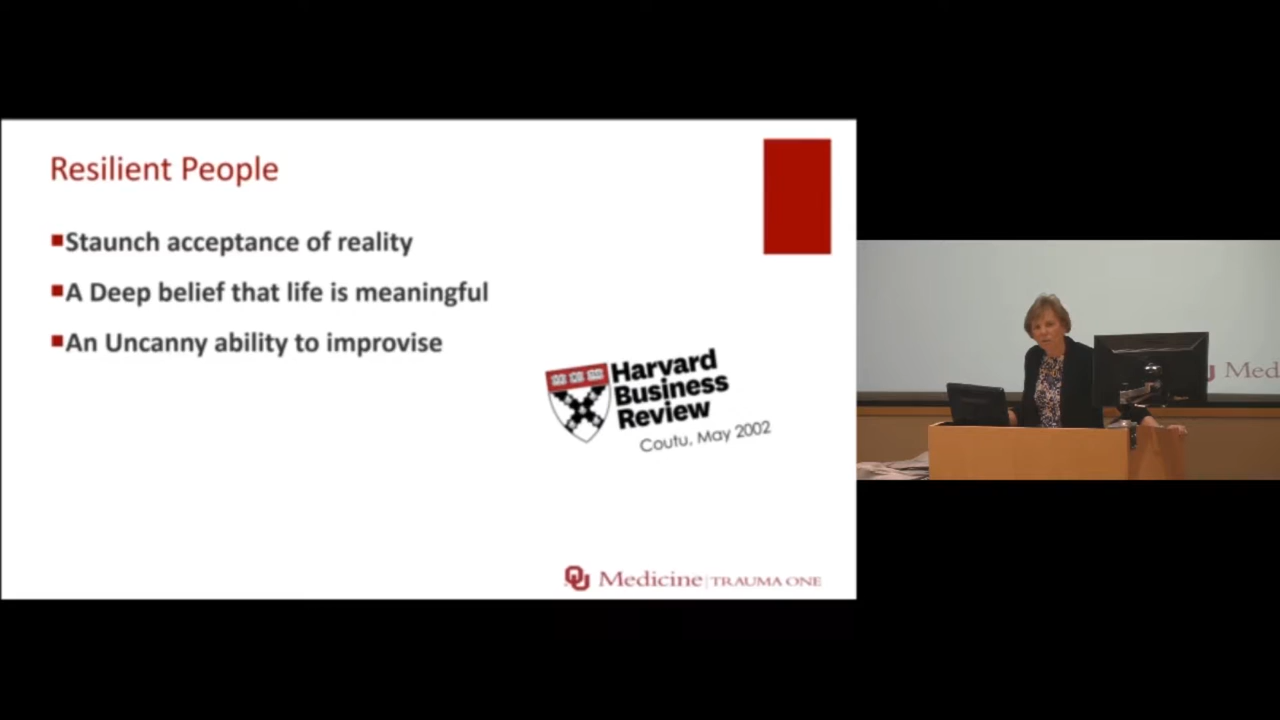 Resilient People
Staunch acceptance of reality
A Deep belief that life is meaningful
An Uncanny ability to improvise
Harvard
Business
Review
Coutu, May 2002
OU Medicine | TRAUMA ONE
Med